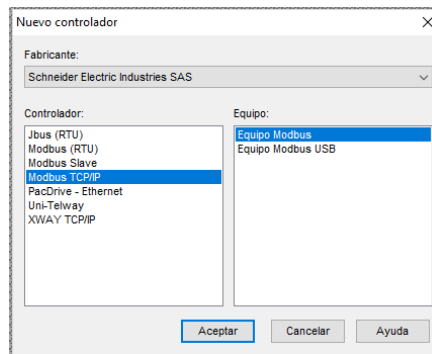 Nuevo controlador
Fabricante:
Schneider Electric Industries SAS
Controlador:
Jbus (RTU)
Modbus (RTU)
Modbus Slave
Modbus TCP/IP
PacDrive - Ethernet
Uni-Telway
XWAY TCP/IP
Equipo:
Equipo Modbus
Equipo Modbus USB
Aceptar
Cancelar
Ayuda